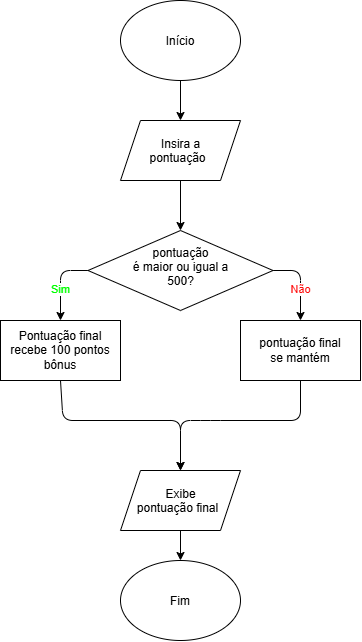 Início
Insira a
pontuação
pontuação
é maior ou igual a
500?
Sim
Não
Pontuação final
recebe 100 pontos
bônus
pontuação final
se mantém
Exibe
pontuação final
Fim